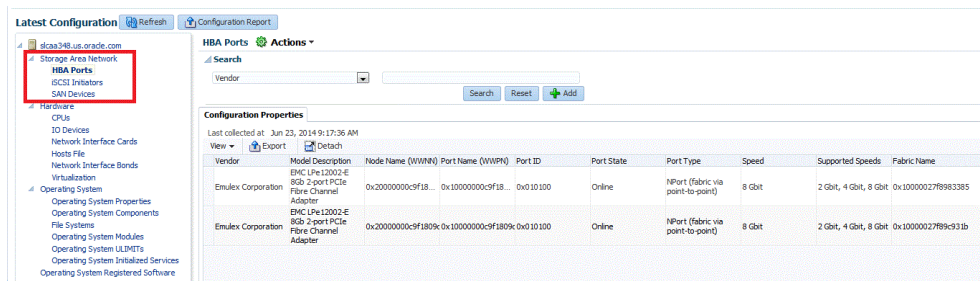 Latest Configuration Refresh Configuration Report
slcaa348.us.oracle.com
Storage Area Network
HBA Ports
iSCSI Initiators
SAN Devices
Hardware
CPUs
IO Devices
Network Interface Cards
Hosts File
Network Interface Bonds
Virtualization
Operating System
Operating System Properties
Operating System Components
File Systems
Operating System Modules
Operating System ULIMITs
Operating System Initialized Services
Operating System Registered Software
HBA Ports Actions
Search
Vendor
Search Reset Add
Configuration Properties
Last collected at Jun 23, 2014 9:17:36 AM
View Export Detach
Vendor Model Description Node Name (WWNN) Port Name (WWPN) Port ID Port State Port Type Speed Supported Speeds Fabric Name
Emulex Corporation EMC LPe12002-E 8Gb 2-port PCIe Fibre Channel Adapter 0x20000000c9f18... 0x10000000c9f18... 0x010100 Online NPort (fabric via point-to-point) 8 Gbit 2 Gbit, 4 Gbit, 8 Gbit 0x10000027f8983385
Emulex Corporation EMC LPe12002-E 8Gb 2-port PCIe Fibre Channel Adapter 0x20000000c9f1809c 0x10000000c9f1809c 0x010100 Online NPort (fabric via point-to-point) 8 Gbit 2 Gbit, 4 Gbit, 8 Gbit 0x10000027f89c931b